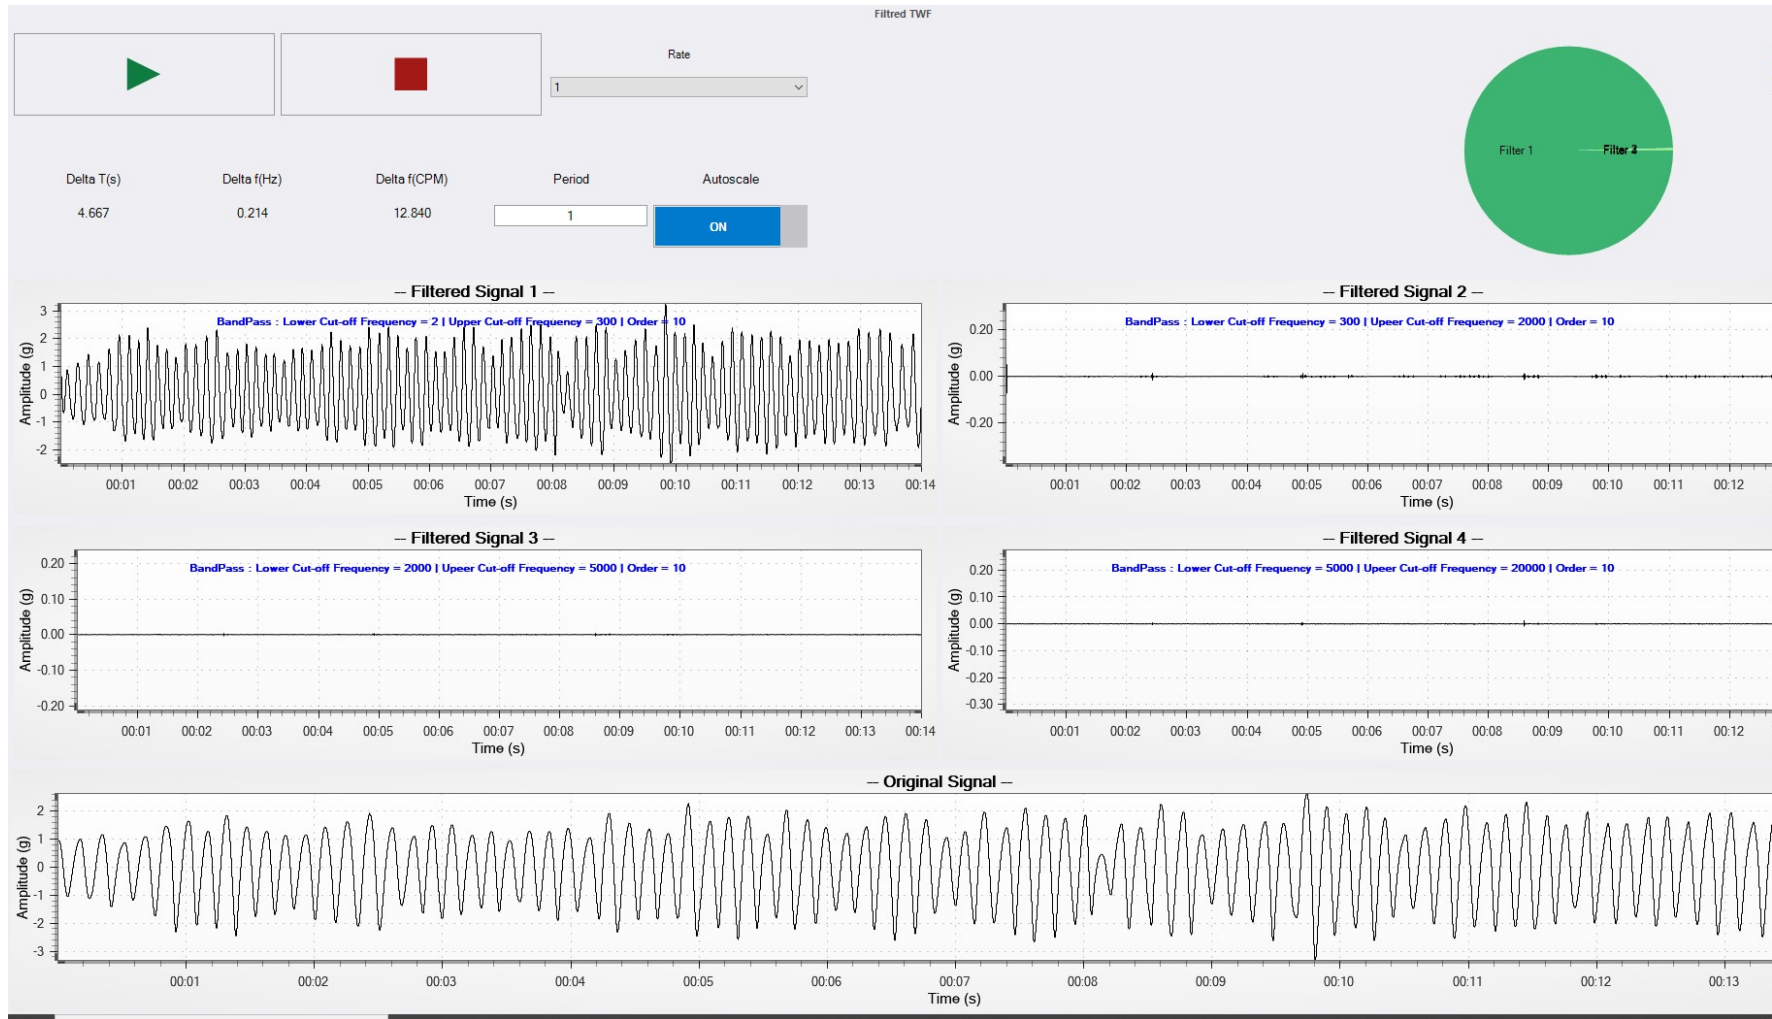 Filtred TWF
Rate
1
Filter 1
Delta T(s) Delta f(Hz) Delta f(CPM) Period Autoscale
4.667 0.214 12.840 1 ON
-- Filtered Signal 1 --
BandPass : Lower Cut-off Frequency = 2 | Upper Cut-off Frequency = 300 | Order = 10
Amplitude (g)
3
2
1
0
-1
-2
00:01 00:02 00:03 00:04 00:05 00:06 00:07 00:08 00:09 00:10 00:11 00:12 00:13 00:14
Time (s)
-- Filtered Signal 2 --
BandPass : Lower Cut-off Frequency = 300 | Upeer Cut-off Frequency = 2000 | Order = 10
Amplitude (g)
0.20
0.00
-0.20
00:01 00:02 00:03 00:04 00:05 00:06 00:07 00:08 00:09 00:10 00:11 00:12
Time (s)
-- Filtered Signal 3 --
BandPass : Lower Cut-off Frequency = 2000 | Upeer Cut-off Frequency = 5000 | Order = 10
Amplitude (g)
0.20
0.10
0.00
-0.10
-0.20
00:01 00:02 00:03 00:04 00:05 00:06 00:07 00:08 00:09 00:10 00:11 00:12 00:13 00:14
Time (s)
-- Filtered Signal 4 --
BandPass : Lower Cut-off Frequency = 5000 | Upeer Cut-off Frequency = 20000 | Order = 10
Amplitude (g)
0.20
0.10
0.00
-0.10
-0.20
-0.30
00:01 00:02 00:03 00:04 00:05 00:06 00:07 00:08 00:09 00:10 00:11 00:12
Time (s)
-- Original Signal --
Amplitude (g)
2
1
0
-1
-2
-3
00:01 00:02 00:03 00:04 00:05 00:06 00:07 00:08 00:09 00:10 00:11 00:12 00:13
Time (s)